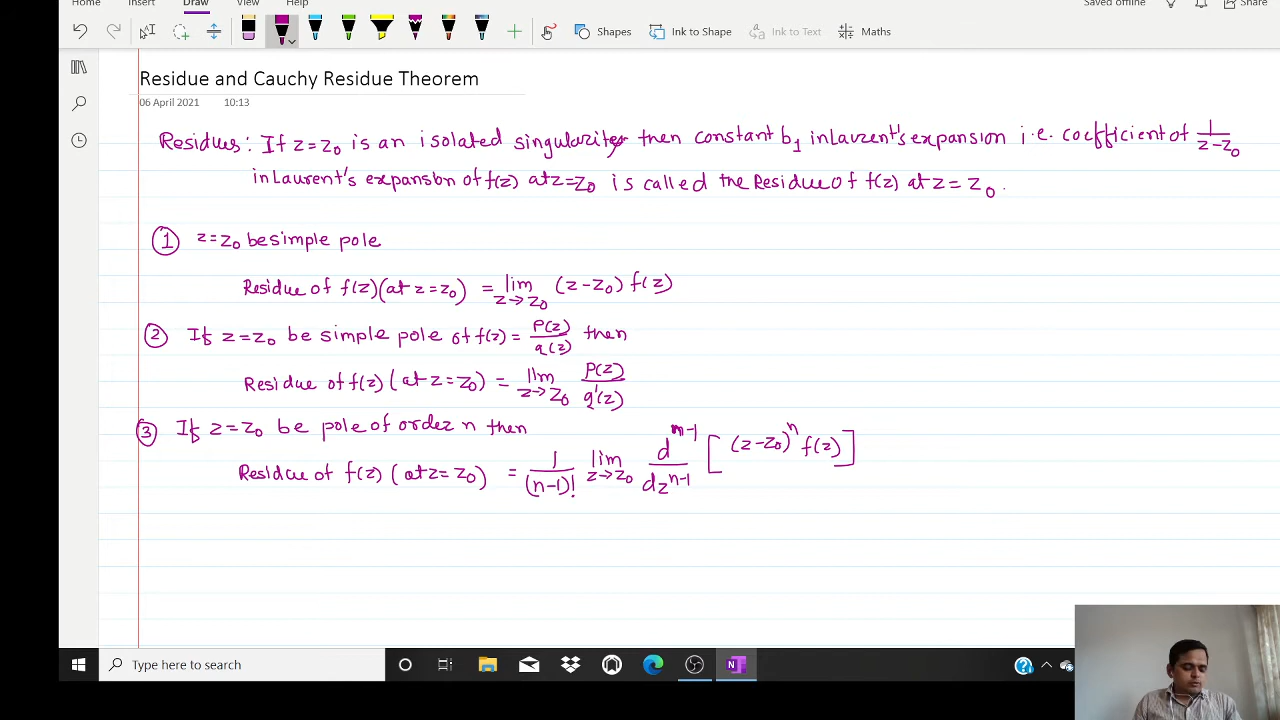 Home Insert Draw View Help Saved offline Share
Shapes Ink to Shape Ink to Text Maths
Residue and Cauchy Residue Theorem
06 April 2021 10:13
Residues: If z=z₀ is an isolated singularity then constant b₁ in Laurent's expansion i.e. coefficient of 1/(z-z₀)
in Laurent's expansion of f(z) at z=z₀ is called the Residue of f(z) at z=z₀.
① z=z₀ be simple pole
Residue of f(z) (at z=z₀) = lim z→z₀ (z-z₀) f(z)
② If z=z₀ be simple pole of f(z) = P(z)/q(z) then
Residue of f(z) (at z=z₀) = lim z→z₀ P(z)/q'(z)
③ If z=z₀ be pole of order n then
Residue of f(z) (at z=z₀) = 1/(n-1)! lim z→z₀ dⁿ⁻¹/dzⁿ⁻¹ [(z-z₀)ⁿ f(z)]
Type here to search